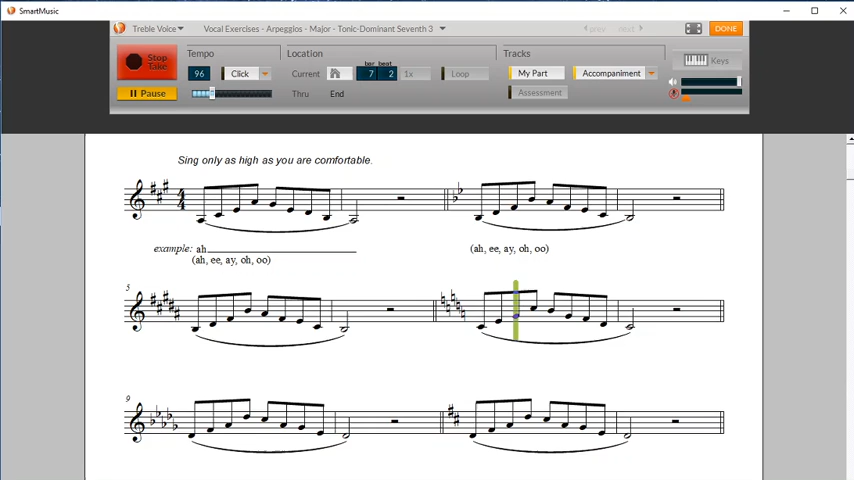 SmartMusic
Treble Voice
Vocal Exercises - Arpeggios - Major - Tonic-Dominant Seventh 3
prev
next
DONE
Stop Take
Pause
Tempo
96
Click
Location
bar beat
Current
7 2
1x
Loop
Thru
End
Tracks
My Part
Accompaniment
Assessment
Keys
Sing only as high as you are comfortable.
4
4
example: ah
(ah, ee, ay, oh, oo)
(ah, ee, ay, oh, oo)
5
9